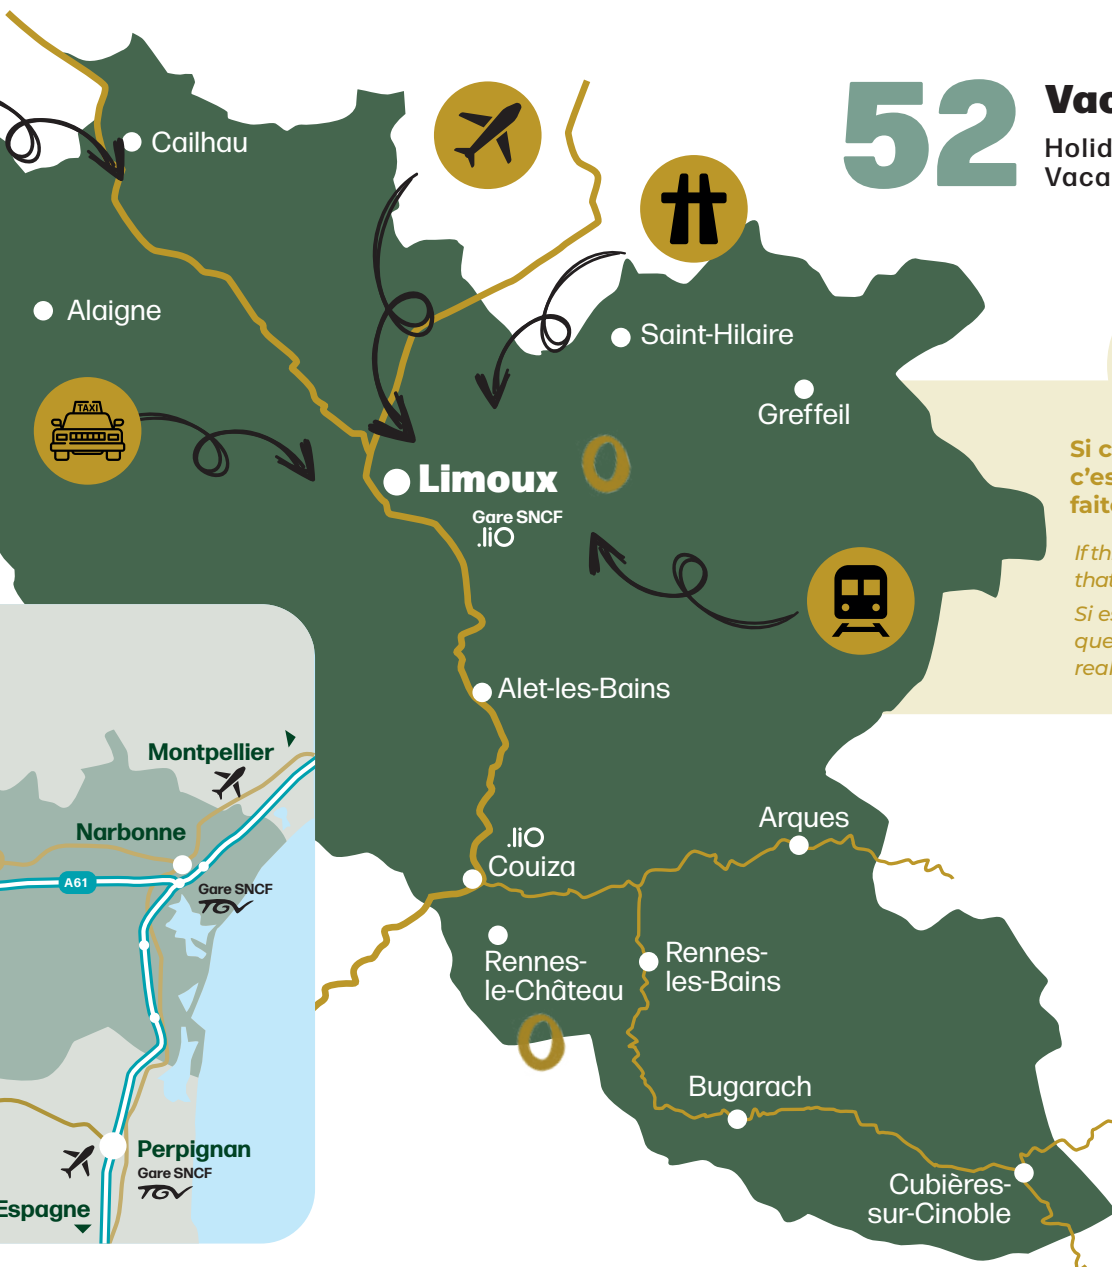 52
Holid
Vaca
Cailhau
Alaigne
Saint-Hilaire
Greffeil
TAXI
Limoux
Gare SNCF
.liO
Si c
c'es
faite
If th
that
Si es
que
real
Alet-les-Bains
Montpellier
Narbonne
A61
Gare SNCF
TGV
Arques
.liO
Couiza
Rennes-
le-Château
Rennes-
les-Bains
Bugarach
Perpignan
Gare SNCF
TGV
Espagne
Cubières-
sur-Cinoble